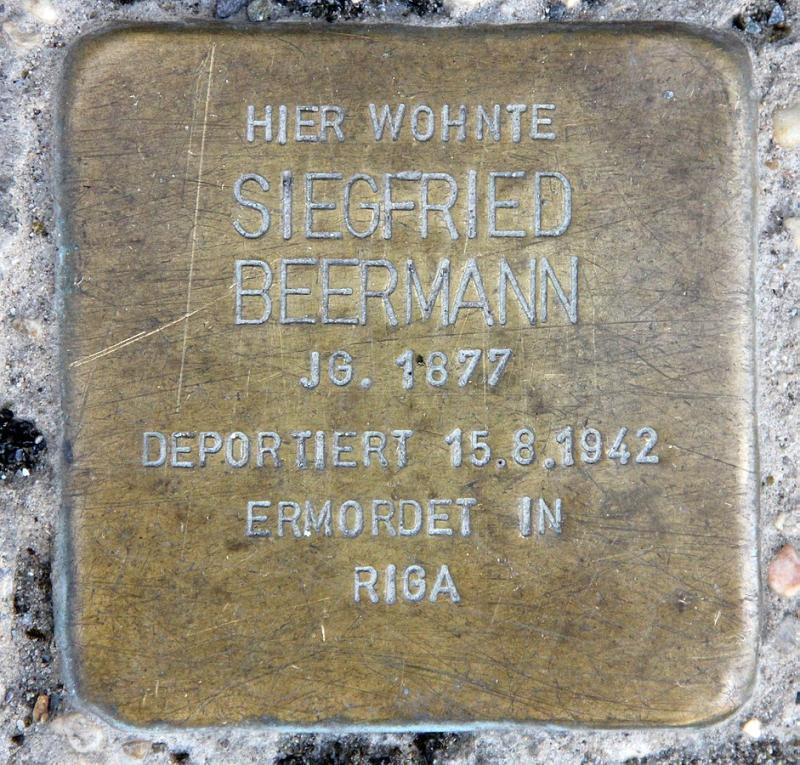 HIER WOHNTE
SIEGFRIED
BEERMANN
JG. 1877
DEPORTIERT 15.8.1942
ERMORDET IN
RIGA